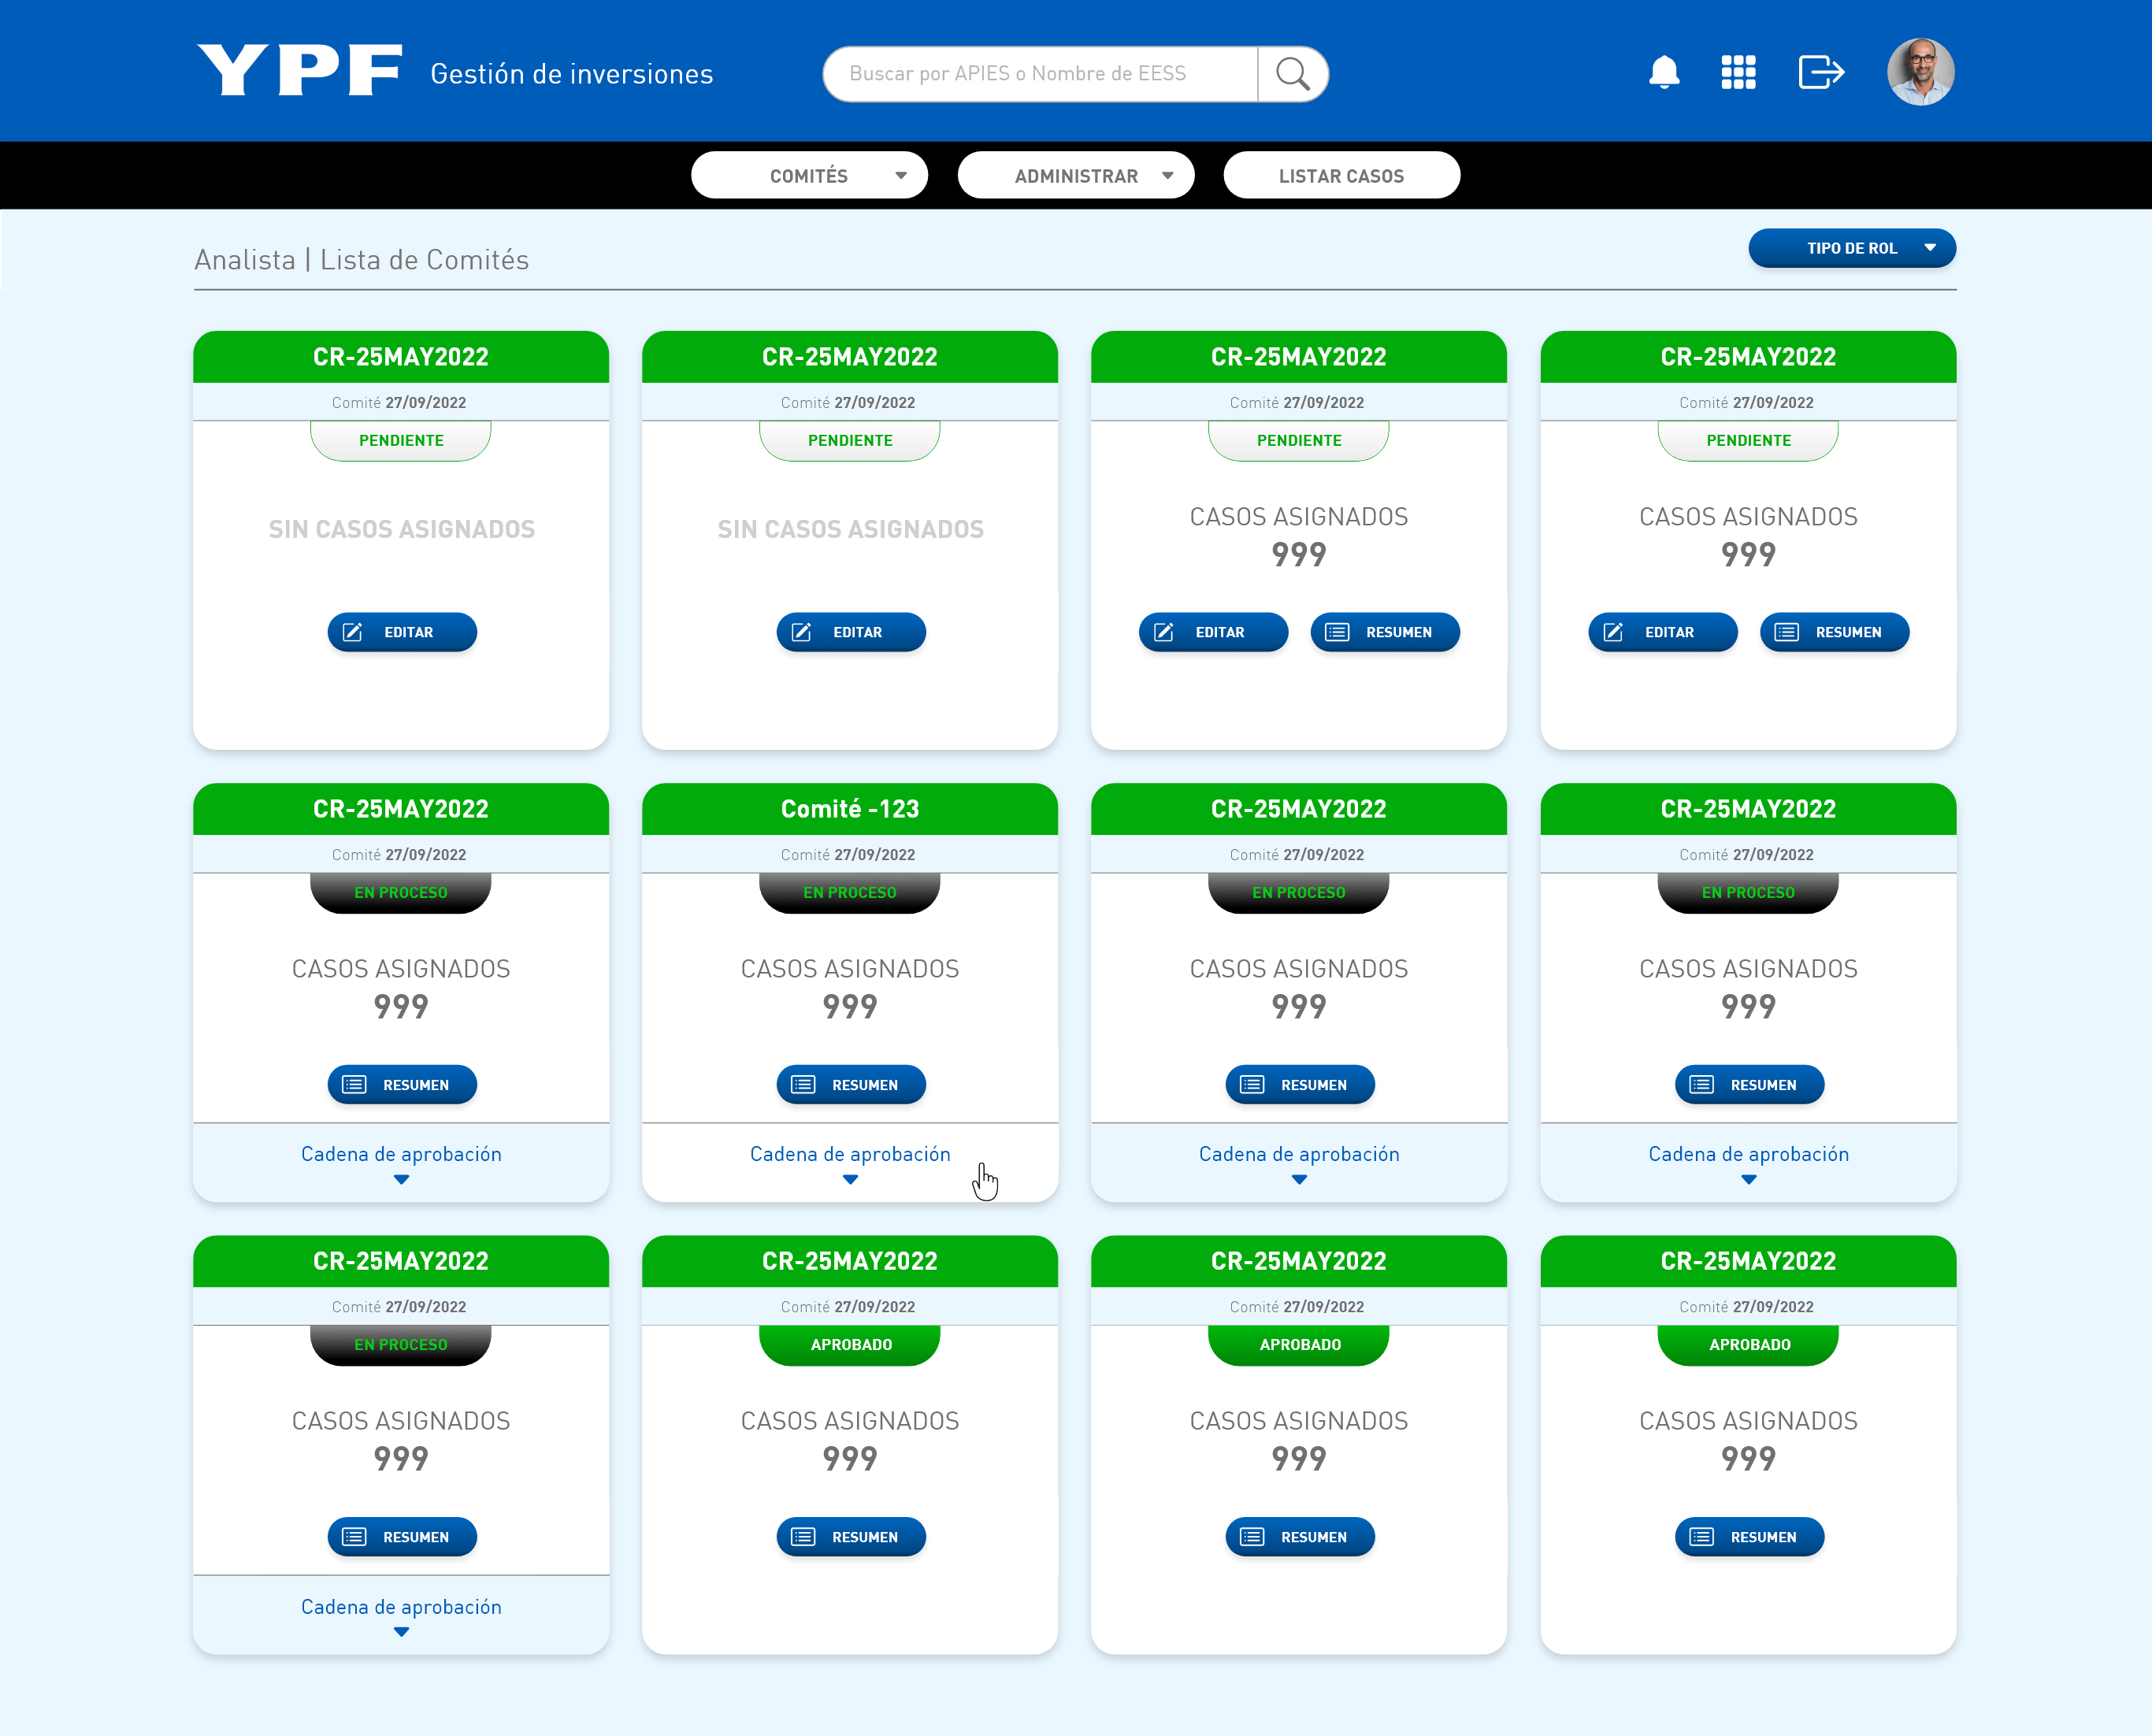 YPF Gestión de inversiones
Buscar por APIES o Nombre de EESS
COMITÉS
ADMINISTRAR
LISTAR CASOS
Analista | Lista de Comités
TIPO DE ROL
CR-25MAY2022
Comité 27/09/2022
PENDIENTE
SIN CASOS ASIGNADOS
EDITAR
CR-25MAY2022
Comité 27/09/2022
PENDIENTE
SIN CASOS ASIGNADOS
EDITAR
CR-25MAY2022
Comité 27/09/2022
PENDIENTE
CASOS ASIGNADOS
999
EDITAR
RESUMEN
CR-25MAY2022
Comité 27/09/2022
PENDIENTE
CASOS ASIGNADOS
999
EDITAR
RESUMEN
CR-25MAY2022
Comité 27/09/2022
EN PROCESO
CASOS ASIGNADOS
999
RESUMEN
Cadena de aprobación
Comité -123
Comité 27/09/2022
EN PROCESO
CASOS ASIGNADOS
999
RESUMEN
Cadena de aprobación
CR-25MAY2022
Comité 27/09/2022
EN PROCESO
CASOS ASIGNADOS
999
RESUMEN
Cadena de aprobación
CR-25MAY2022
Comité 27/09/2022
EN PROCESO
CASOS ASIGNADOS
999
RESUMEN
Cadena de aprobación
CR-25MAY2022
Comité 27/09/2022
EN PROCESO
CASOS ASIGNADOS
999
RESUMEN
Cadena de aprobación
CR-25MAY2022
Comité 27/09/2022
APROBADO
CASOS ASIGNADOS
999
RESUMEN
CR-25MAY2022
Comité 27/09/2022
APROBADO
CASOS ASIGNADOS
999
RESUMEN
CR-25MAY2022
Comité 27/09/2022
APROBADO
CASOS ASIGNADOS
999
RESUMEN